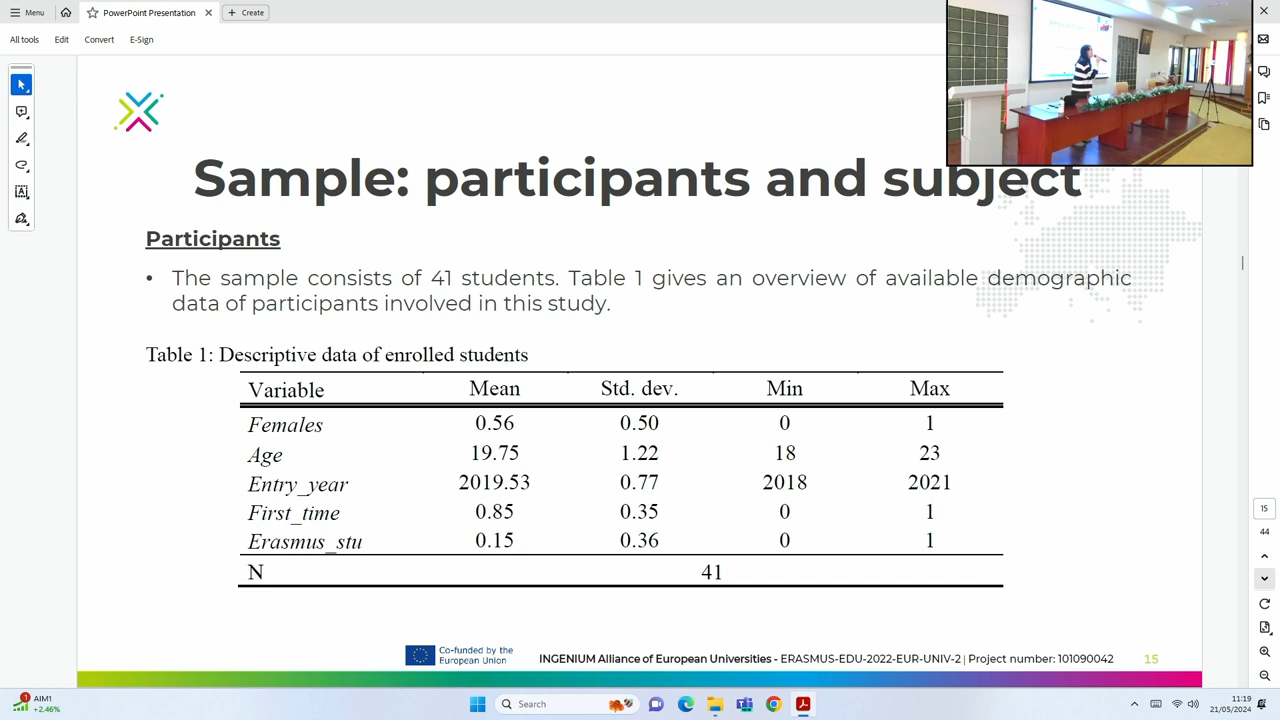 Menu
PowerPoint Presentation
Create
All tools
Edit
Convert
E-Sign
Sample: participants and subject
Participants
• The sample consists of 41 students. Table 1 gives an overview of available demographic
data of participants involved in this study.
Table 1: Descriptive data of enrolled students
Variable Mean Std. dev. Min Max
Females 0.56 0.50 0 1
Age 19.75 1.22 18 23
Entry_year 2019.53 0.77 2018 2021
First_time 0.85 0.35 0 1
Erasmus_stu 0.15 0.36 0 1
N 41
15
44
Co-funded by the
European Union
INGENIUM Alliance of European Universities - ERASMUS-EDU-2022-EUR-UNIV-2 | Project number: 101090042
15
1
AIM1
+2.46%
Search
11:19
21/05/2024